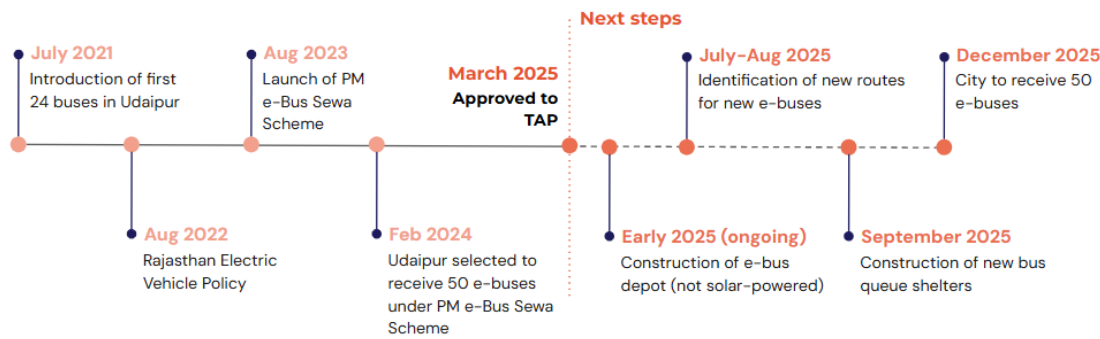 Next steps
July 2021
Introduction of first
24 buses in Udaipur
Aug 2022
Rajasthan Electric
Vehicle Policy
Aug 2023
Launch of PM
e-Bus Sewa
Scheme
Feb 2024
Udaipur selected to
receive 50 e-buses
under PM e-Bus Sewa
Scheme
March 2025
Approved to
TAP
Early 2025 (ongoing)
Construction of e-bus
depot (not solar-powered)
July-Aug 2025
Identification of new routes
for new e-buses
September 2025
Construction of new bus
queue shelters
December 2025
City to receive 50
e-buses